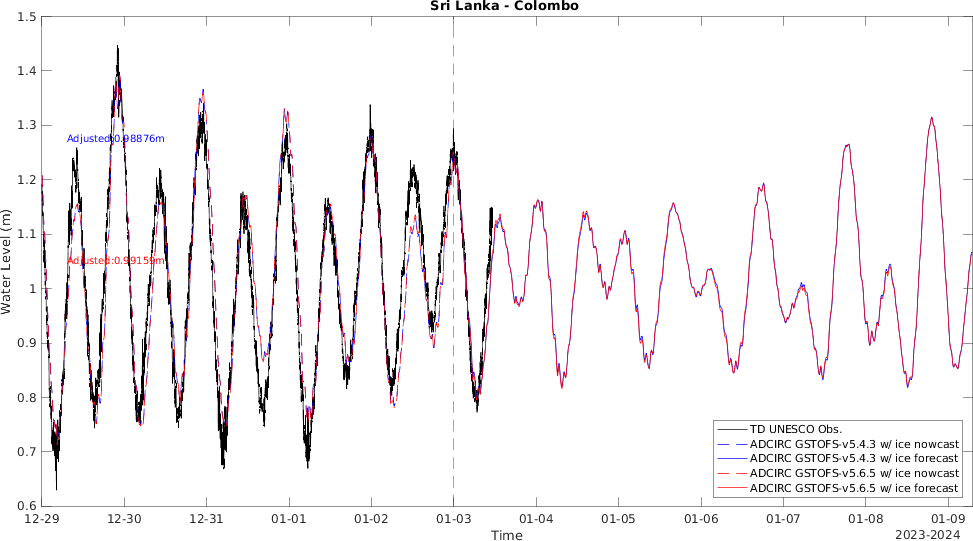 Sri Lanka - Colombo
1.5
1.4
1.3
1.2
1.1
1
0.9
0.8
0.7
0.6
Water Level (m)
Adjusted:0.98876m
Adjusted:0.99159m
TD UNESCO Obs.
ADCIRC GSTOFS-v5.4.3 w/ ice nowcast
ADCIRC GSTOFS-v5.4.3 w/ ice forecast
ADCIRC GSTOFS-v5.6.5 w/ ice nowcast
ADCIRC GSTOFS-v5.6.5 w/ ice forecast
12-29 12-30 12-31 01-01 01-02 01-03 01-04 01-05 01-06 01-07 01-08 01-09
Time
2023-2024